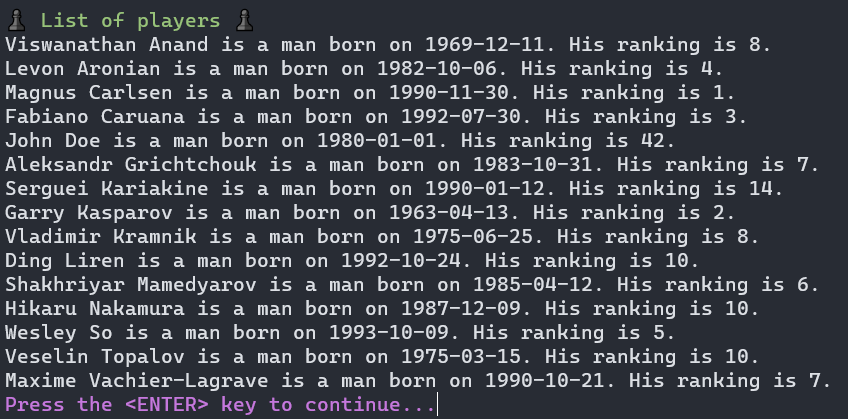 ♟ List of players ♟
Viswanathan Anand is a man born on 1969-12-11. His ranking is 8.
Levon Aronian is a man born on 1982-10-06. His ranking is 4.
Magnus Carlsen is a man born on 1990-11-30. His ranking is 1.
Fabiano Caruana is a man born on 1992-07-30. His ranking is 3.
John Doe is a man born on 1980-01-01. His ranking is 42.
Aleksandr Grichtchouk is a man born on 1983-10-31. His ranking is 7.
Serguei Kariakine is a man born on 1990-01-12. His ranking is 14.
Garry Kasparov is a man born on 1963-04-13. His ranking is 2.
Vladimir Kramnik is a man born on 1975-06-25. His ranking is 8.
Ding Liren is a man born on 1992-10-24. His ranking is 10.
Shakhriyar Mamedyarov is a man born on 1985-04-12. His ranking is 6.
Hikaru Nakamura is a man born on 1987-12-09. His ranking is 10.
Wesley So is a man born on 1993-10-09. His ranking is 5.
Veselin Topalov is a man born on 1975-03-15. His ranking is 10.
Maxime Vachier-Lagrave is a man born on 1990-10-21. His ranking is 7.
Press the <ENTER> key to continue...